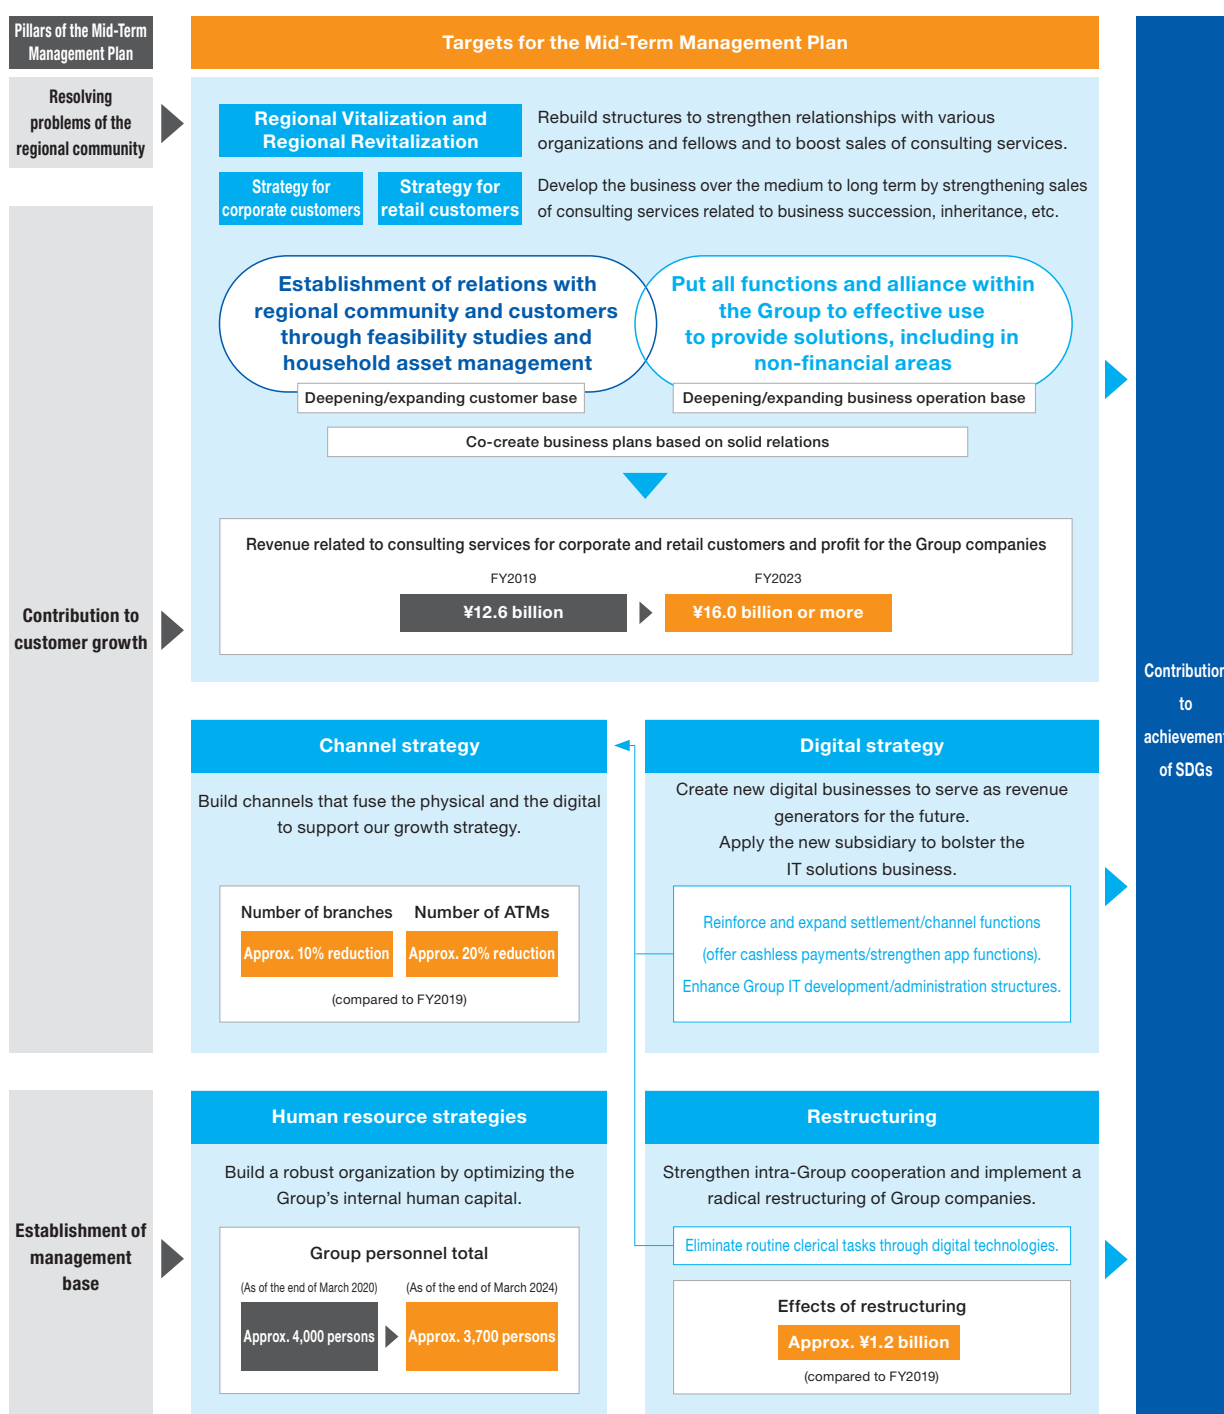 Pillars of the Mid-Term
Management Plan
Targets for the Mid-Term Management Plan
Resolving
problems of the
regional community
Regional Vitalization and
Regional Revitalization
Rebuild structures to strengthen relationships with various
organizations and fellows and to boost sales of consulting services.
Strategy for
corporate customers
Strategy for
retail customers
Develop the business over the medium to long term by strengthening sales
of consulting services related to business succession, inheritance, etc.
Establishment of relations with
regional community and customers
through feasibility studies and
household asset management
Put all functions and alliance within
the Group to effective use
to provide solutions, including in
non-financial areas
Deepening/expanding customer base
Deepening/expanding business operation base
Co-create business plans based on solid relations
Revenue related to consulting services for corporate and retail customers and profit for the Group companies
FY2019
FY2023
¥12.6 billion
¥16.0 billion or more
Contribution to
customer growth
Channel strategy
Build channels that fuse the physical and the digital
to support our growth strategy.
Number of branches
Number of ATMs
Approx. 10% reduction
Approx. 20% reduction
(compared to FY2019)
Digital strategy
Create new digital businesses to serve as revenue
generators for the future.
Apply the new subsidiary to bolster the
IT solutions business.
Reinforce and expand settlement/channel functions
(offer cashless payments/strengthen app functions).
Enhance Group IT development/administration structures.
Establishment of
management
base
Human resource strategies
Build a robust organization by optimizing the
Group's internal human capital.
Group personnel total
(As of the end of March 2020)
(As of the end of March 2024)
Approx. 4,000 persons
Approx. 3,700 persons
Restructuring
Strengthen intra-Group cooperation and implement a
radical restructuring of Group companies.
Eliminate routine clerical tasks through digital technologies.
Effects of restructuring
Approx. ¥1.2 billion
(compared to FY2019)
Contribution
to
achievement
of SDGs